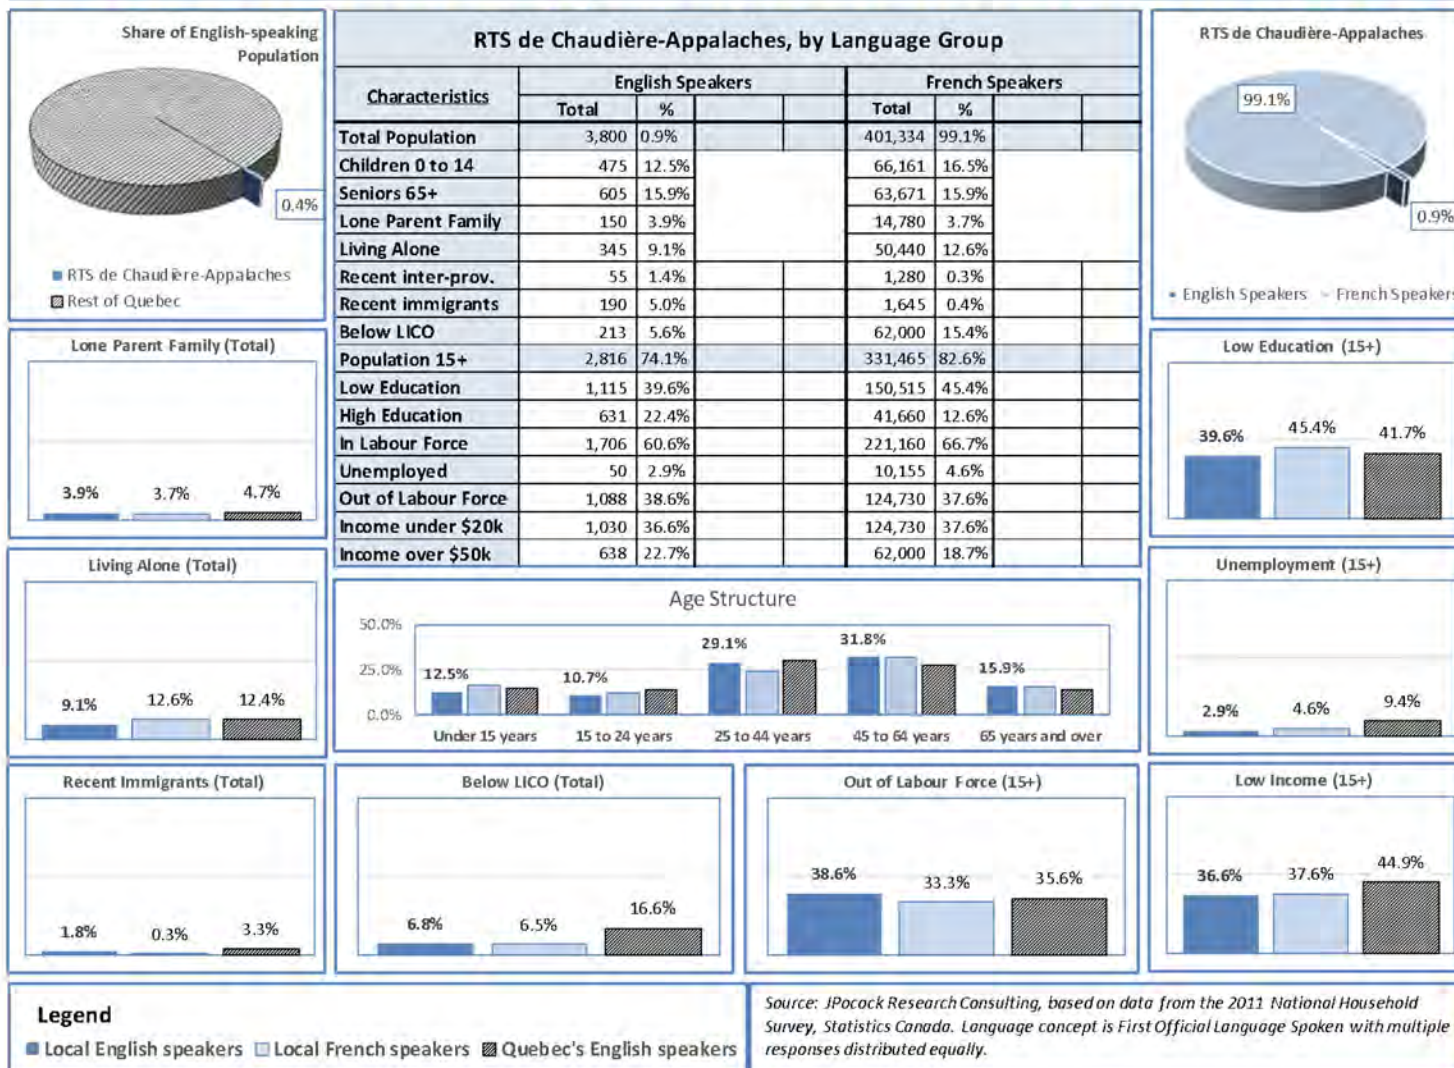 Share of English-speaking
Population
0.4%
RTS de Chaudière-Appalaches
Rest of Quebec
RTS de Chaudière-Appalaches, by Language Group
Characteristics English Speakers French Speakers
Total % Total %
Total Population 3,800 0.9% 401,334 99.1%
Children 0 to 14 475 12.5% 66,161 16.5%
Seniors 65+ 605 15.9% 63,671 15.9%
Lone Parent Family 150 3.9% 14,780 3.7%
Living Alone 345 9.1% 50,440 12.6%
Recent inter-prov. 55 1.4% 1,280 0.3%
Recent immigrants 190 5.0% 1,645 0.4%
Below LICO 213 5.6% 62,000 15.4%
Population 15+ 2,816 74.1% 331,465 82.6%
Low Education 1,115 39.6% 150,515 45.4%
High Education 631 22.4% 41,660 12.6%
In Labour Force 1,706 60.6% 221,160 66.7%
Unemployed 50 2.9% 10,155 4.6%
Out of Labour Force 1,088 38.6% 124,730 37.6%
Income under $20k 1,030 36.6% 124,730 37.6%
Income over $50k 638 22.7% 62,000 18.7%
RTS de Chaudière-Appalaches
99.1%
0.9%
English Speakers French Speakers
Lone Parent Family (Total)
3.9% 3.7% 4.7%
Low Education (15+)
39.6% 45.4% 41.7%
Living Alone (Total)
9.1% 12.6% 12.4%
Age Structure
50.0%
25.0%
0.0%
12.5% 10.7% 29.1% 31.8% 15.9%
Under 15 years 15 to 24 years 25 to 44 years 45 to 64 years 65 years and over
Unemployment (15+)
2.9% 4.6% 9.4%
Recent Immigrants (Total)
1.8% 0.3% 3.3%
Below LICO (Total)
6.8% 6.5% 16.6%
Out of Labour Force (15+)
38.6% 33.3% 35.6%
Low Income (15+)
36.6% 37.6% 44.9%
Legend
Local English speakers Local French speakers Quebec's English speakers
Source: JPocock Research Consulting, based on data from the 2011 National Household
Survey, Statistics Canada. Language concept is First Official Language Spoken with multiple
responses distributed equally.